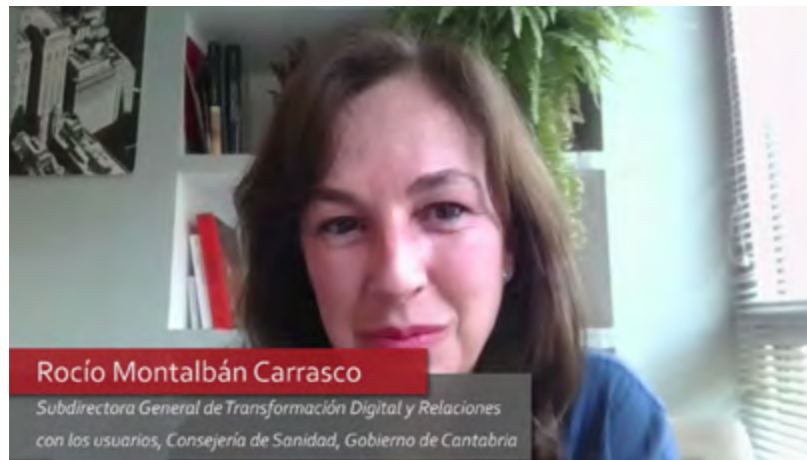 Rocío Montalbán Carrasco
Subdirectora General de Transformación Digital y Relaciones
con los usuarios, Consejería de Sanidad, Gobierno de Cantabria